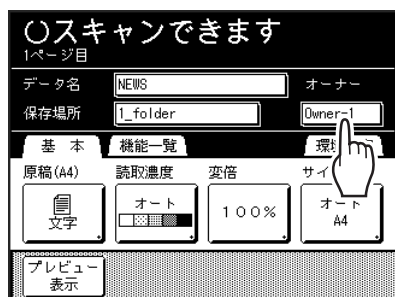 スキャンできます
1ページ目
データ名 NEWS オーナー
保存場所 1_folder Owner-1
基本 機能一覧
原稿(A4) 読取濃度 変倍
文字 オート 100% オート
A4
プレビュー
表示